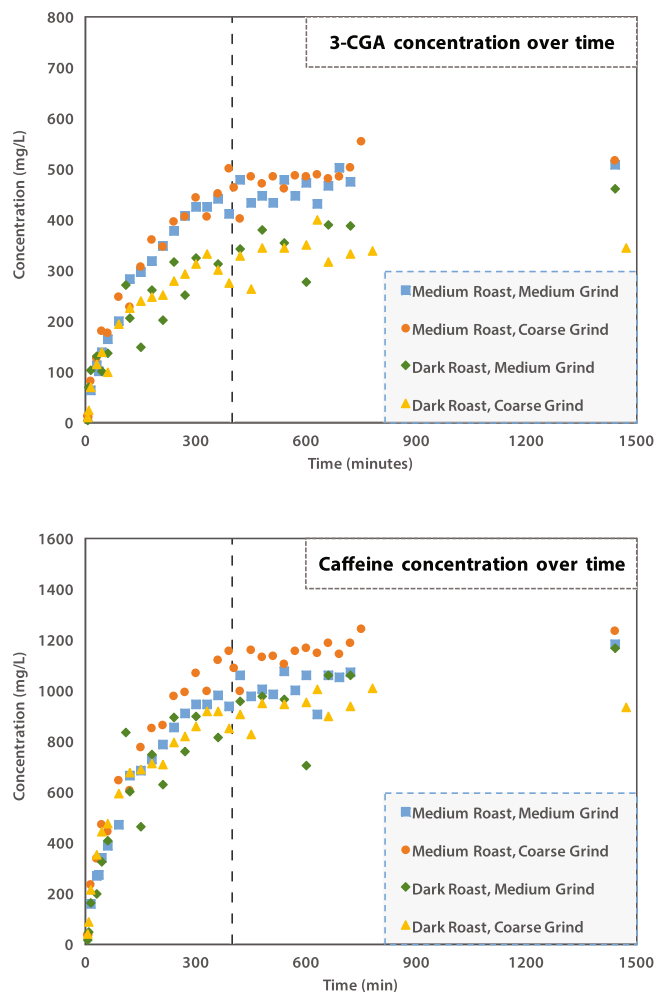 3-CGA concentration over time
800
700
600
500
400
300
200
100
0
Concentration (mg/L)
Medium Roast, Medium Grind
Medium Roast, Coarse Grind
Dark Roast, Medium Grind
Dark Roast, Coarse Grind
0 300 600 900 1200 1500
Time (minutes)
Caffeine concentration over time
1600
1400
1200
1000
800
600
400
200
0
Concentration (mg/L)
Medium Roast, Medium Grind
Medium Roast, Coarse Grind
Dark Roast, Medium Grind
Dark Roast, Coarse Grind
0 300 600 900 1200 1500
Time (min)